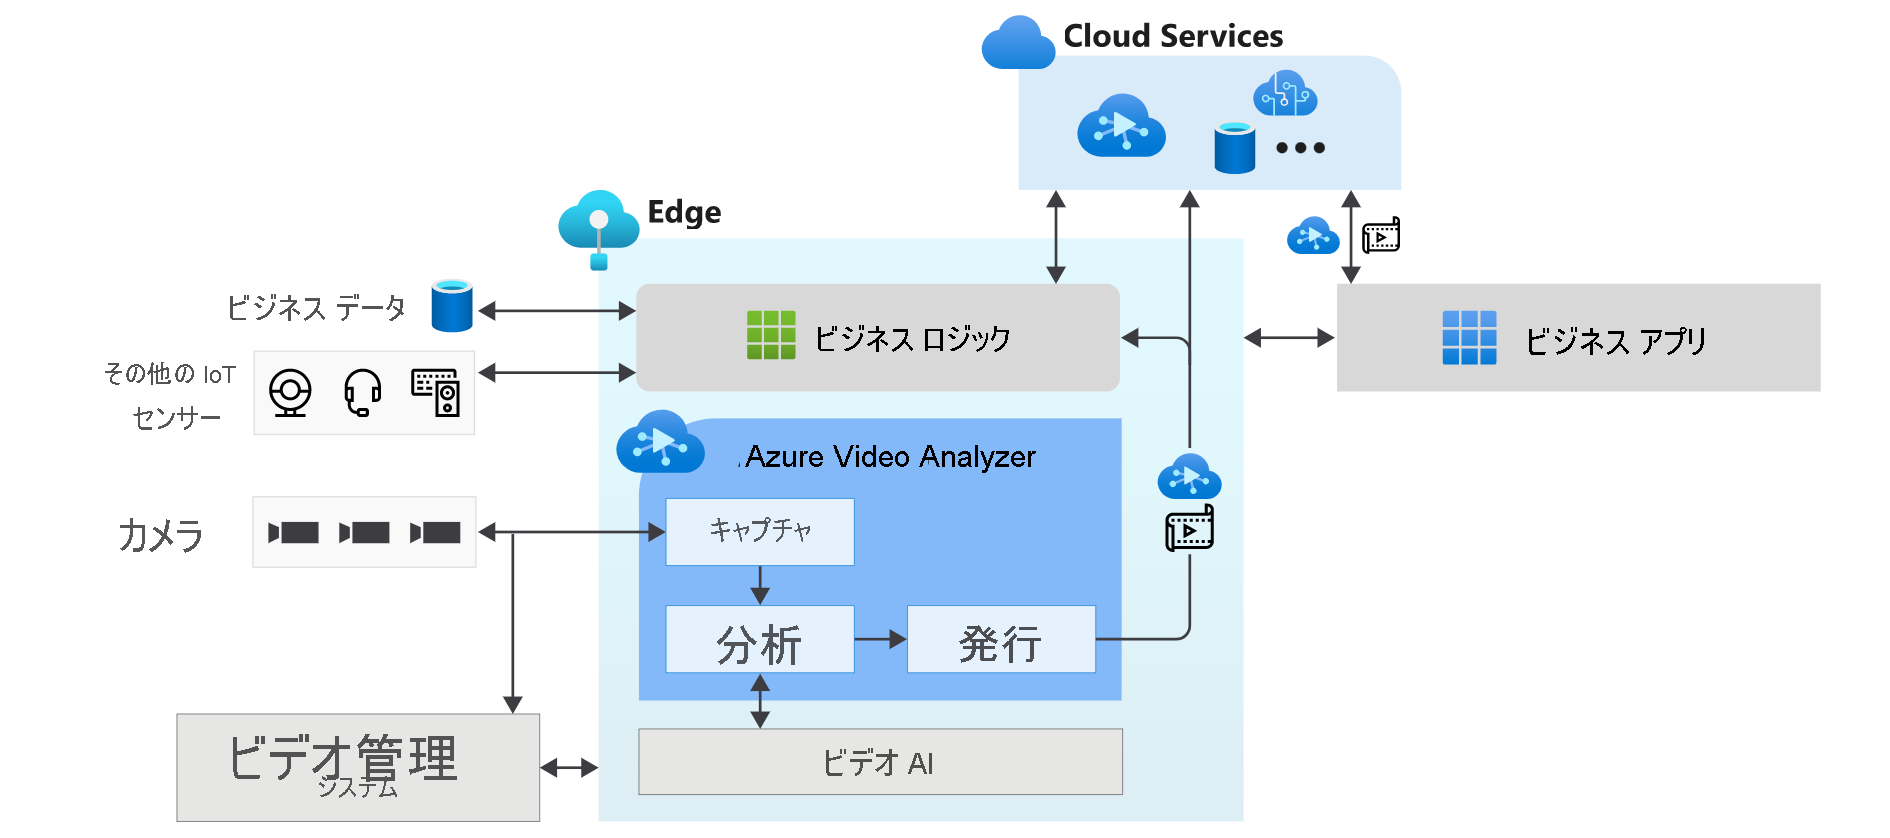 Cloud Services
Edge
ビジネス データ
ビジネス ロジック
ビジネス アプリ
その他の IoT
センサー
Azure Video Analyzer
カメラ
キャプチャ
分析
発行
ビデオ管理
システム
ビデオ AI